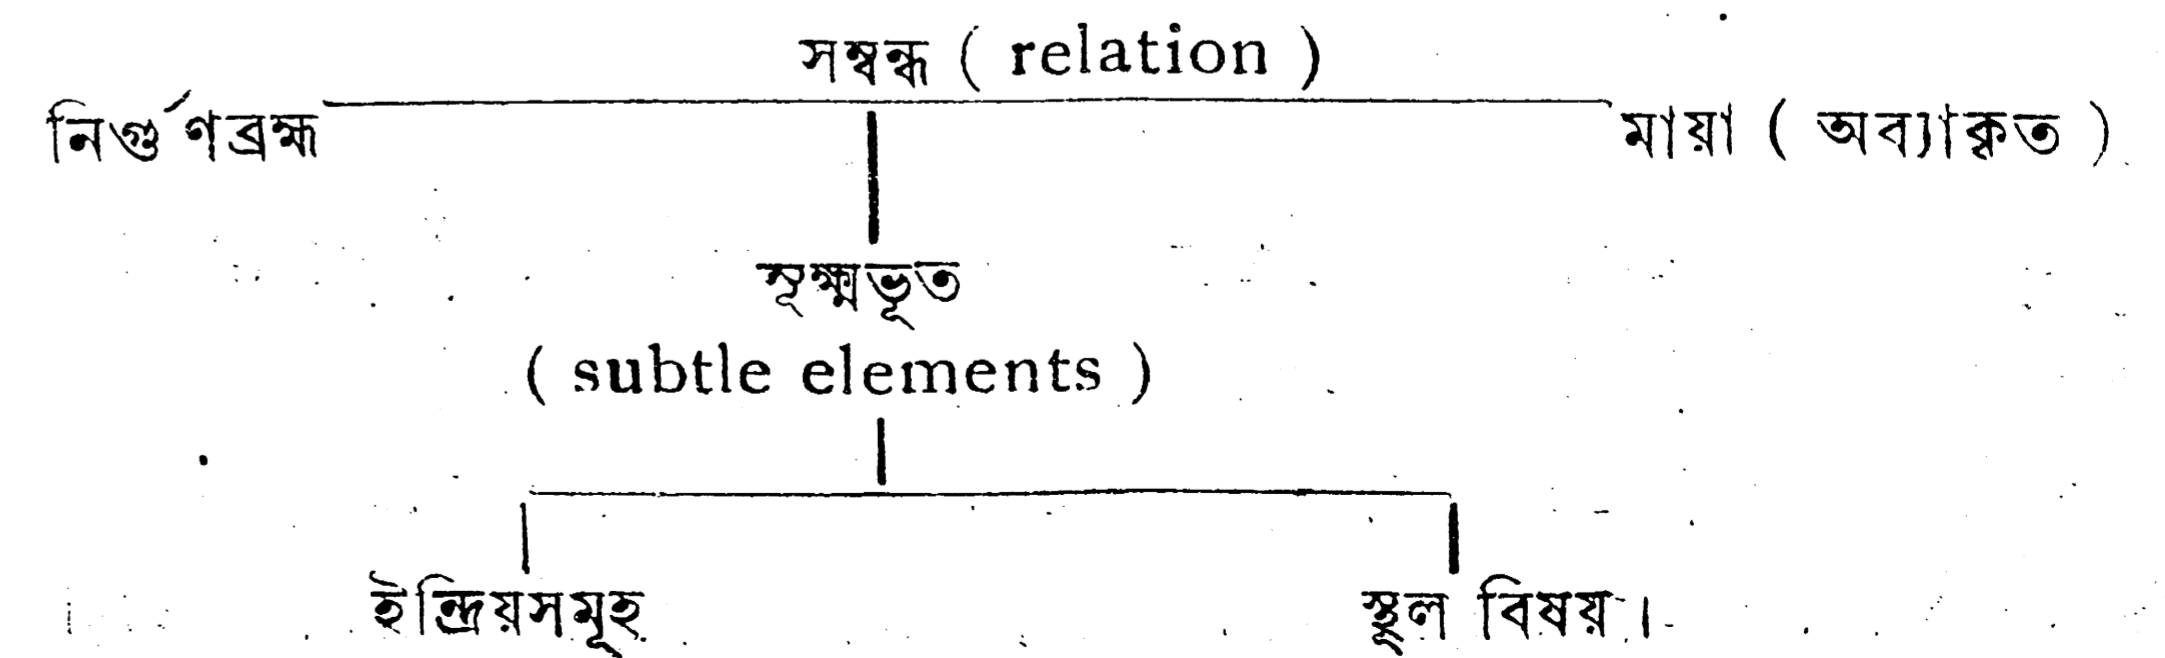 সম্বন্ধ ( relation )
নির্গুণব্রহ্ম মায়া ( অব্যাকৃত )
সূক্ষ্মভূত
( subtle elements )
ইন্দ্রিয়সমূহ স্থূল বিষয়।